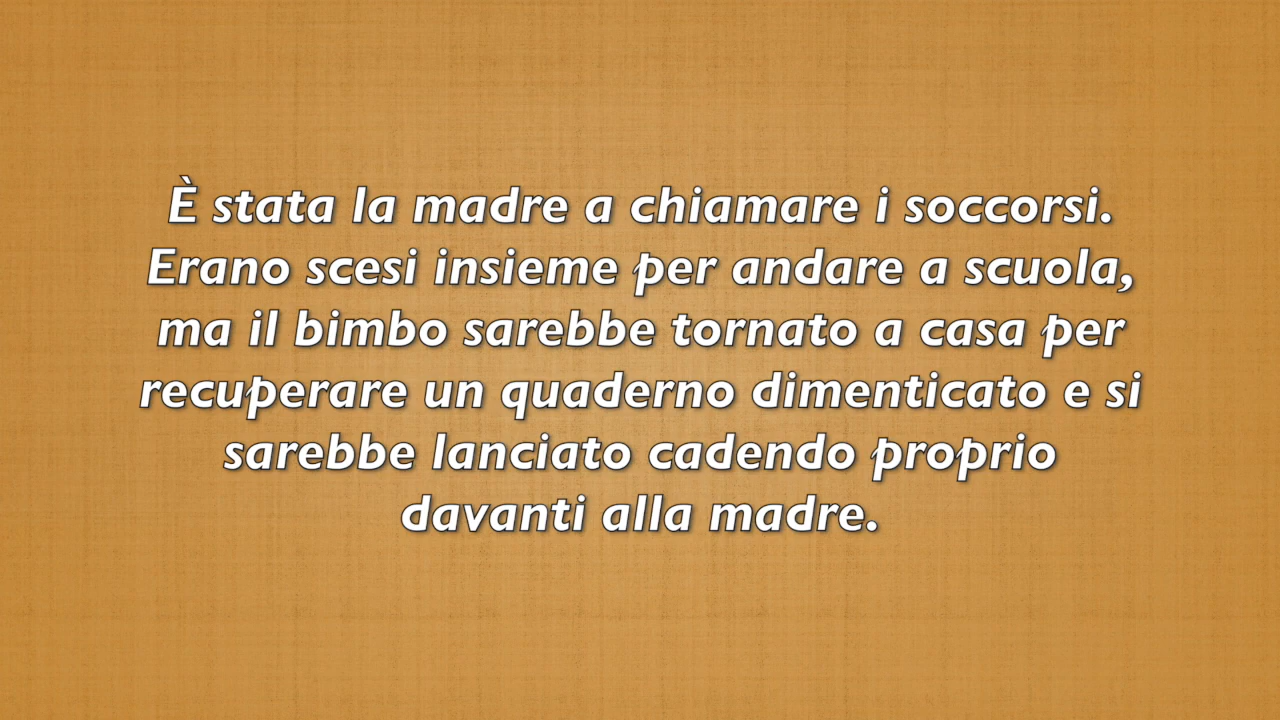 È stata la madre a chiamare i soccorsi.
Erano scesi insieme per andare a scuola,
ma il bimbo sarebbe tornato a casa per
recuperare un quaderno dimenticato e si
sarebbe lanciato cadendo proprio
davanti alla madre.